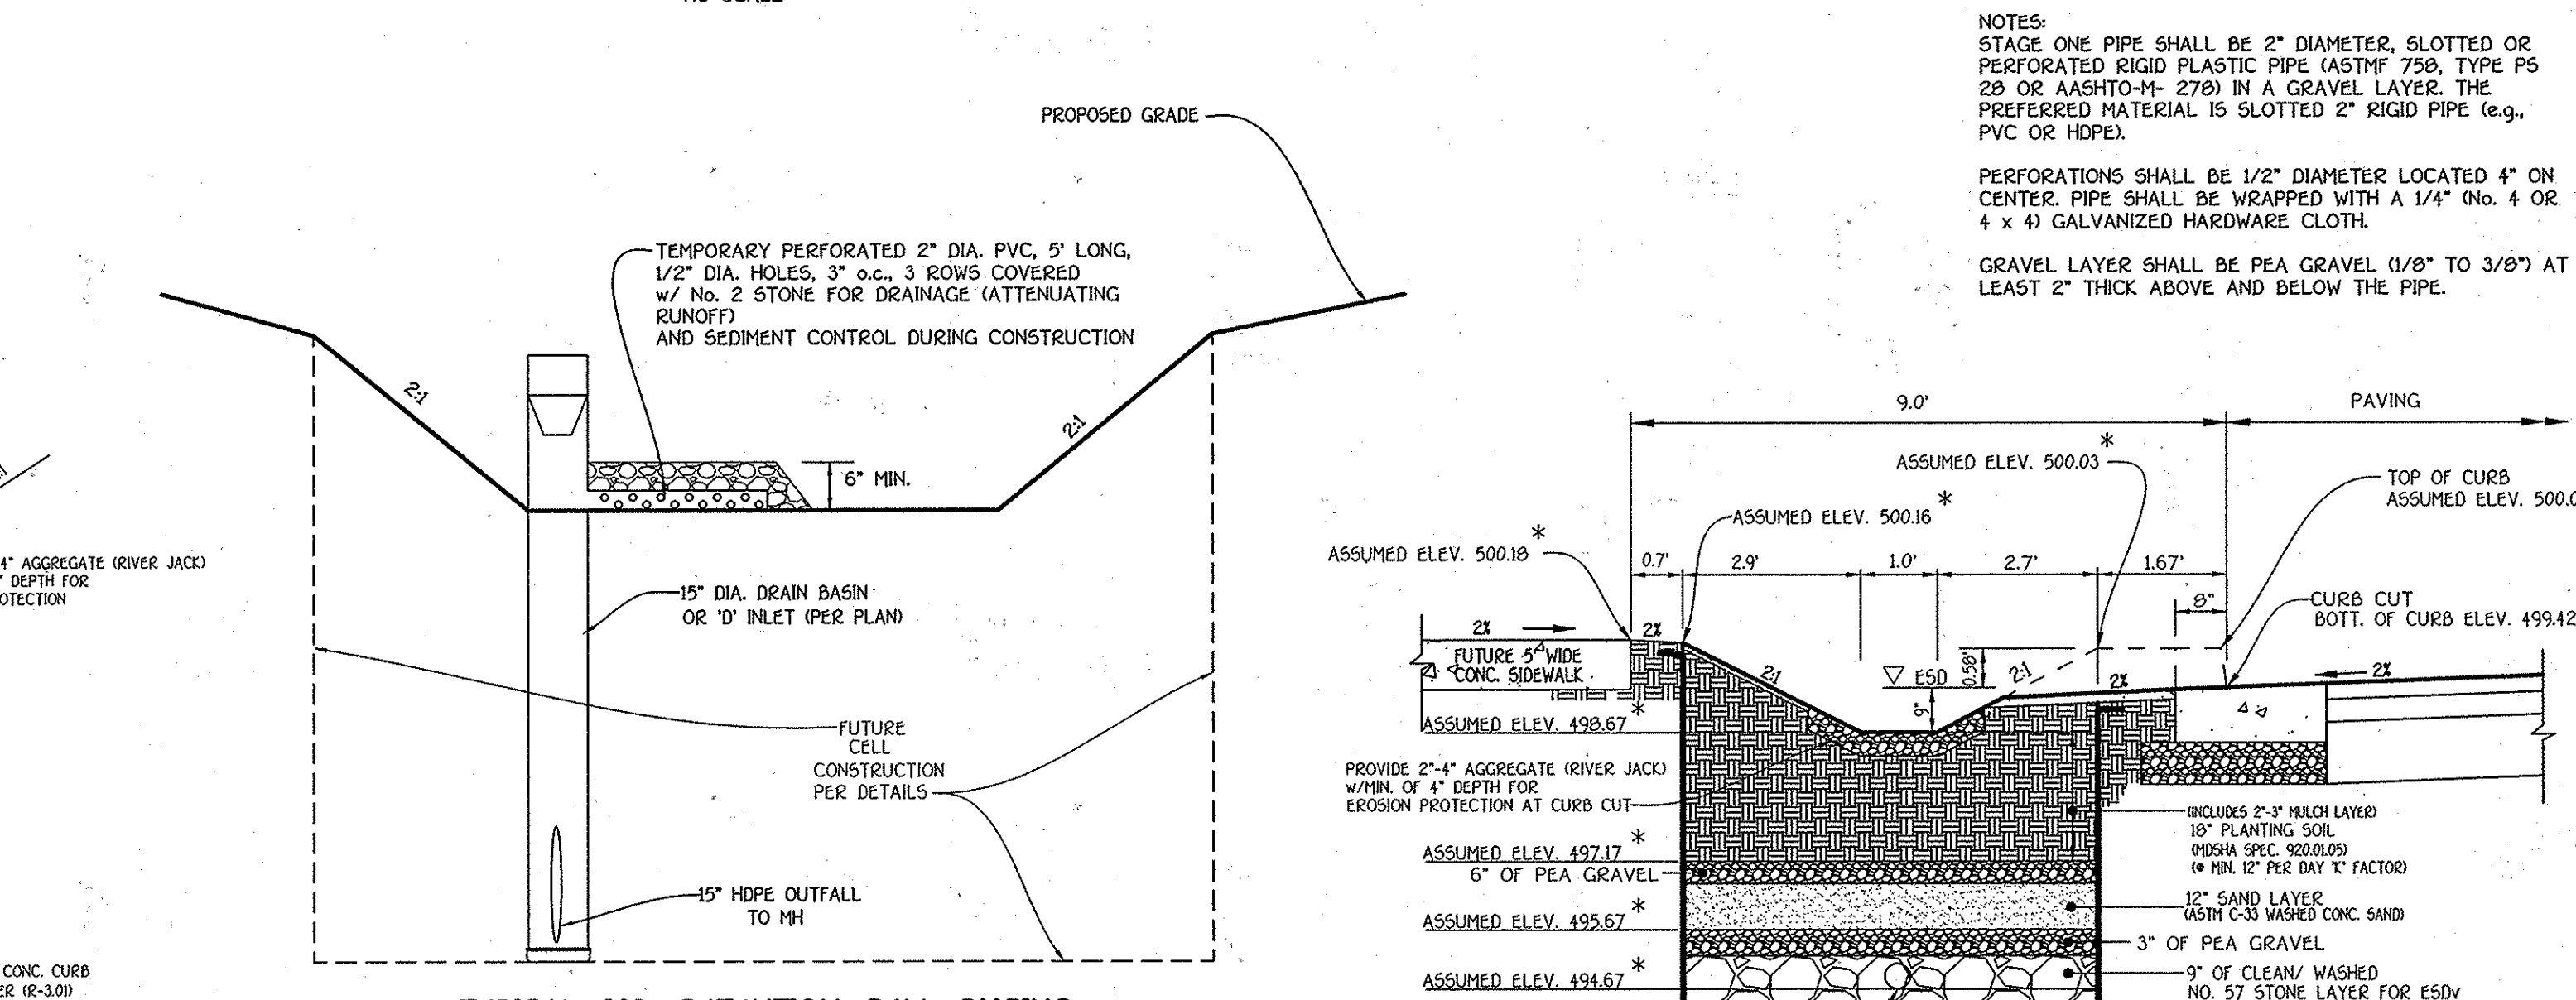 NOTES:
STAGE ONE PIPE SHALL BE 2" DIAMETER, SLOTTED OR
PERFORATED RIGID PLASTIC PIPE (ASTMF 758, TYPE PS
28 OR AASHTO-M- 278) IN A GRAVEL LAYER. THE
PREFERRED MATERIAL IS SLOTTED 2" RIGID PIPE (e.g.,
PVC OR HDPE).
PERFORATIONS SHALL BE 1/2" DIAMETER LOCATED 4" ON
CENTER. PIPE SHALL BE WRAPPED WITH A 1/4" (No. 4 OR
4 x 4) GALVANIZED HARDWARE CLOTH.
GRAVEL LAYER SHALL BE PEA GRAVEL (1/8" TO 3/8") AT
LEAST 2" THICK ABOVE AND BELOW THE PIPE.
PROPOSED GRADE
TEMPORARY PERFORATED 2" DIA. PVC, 5' LONG,
1/2" DIA. HOLES, 3" o.c., 3 ROWS COVERED
w/ No. 2 STONE FOR DRAINAGE (ATTENUATING
RUNOFF)
AND SEDIMENT CONTROL DURING CONSTRUCTION
2:1
2:1
6" MIN.
15" DIA. DRAIN BASIN
OR 'D' INLET (PER PLAN)
FUTURE
CELL
CONSTRUCTION
PER DETAILS
15" HDPE OUTFALL
TO MH
4" AGGREGATE (RIVER JACK)
" DEPTH FOR
CONC. CURB
(R-3.01)
9.0'
PAVING
ASSUMED ELEV. 500.03 *
TOP OF CURB
ASSUMED ELEV.
ASSUMED ELEV. 500.16 *
ASSUMED ELEV. 500.18 *
0.7'
2.9'
1.0'
2.7'
1.67'
8"
CURB CUT
BOTT. OF CURB ELEV. 499.42
2%
2%
FUTURE 5' WIDE
CONC. SIDEWALK
2:1
ESD
0.58'
2:1
2%
2%
9"
ASSUMED ELEV. 498.67 *
PROVIDE 2"-4" AGGREGATE (RIVER JACK)
w/MIN. OF 4" DEPTH FOR
EROSION PROTECTION AT CURB CUT
(INCLUDES 2"-3" MULCH LAYER)
18" PLANTING SOIL
(MDSHA SPEC. 920.01.05)
(● MIN. 12" PER DAY 'K' FACTOR)
ASSUMED ELEV. 497.17 *
6" OF PEA GRAVEL
12" SAND LAYER
(ASTM C-33 WASHED CONC. SAND)
ASSUMED ELEV. 495.67 *
3" OF PEA GRAVEL
ASSUMED ELEV. 494.67 *
9" OF CLEAN/ WASHED
NO. 57 STONE LAYER FOR ESDv